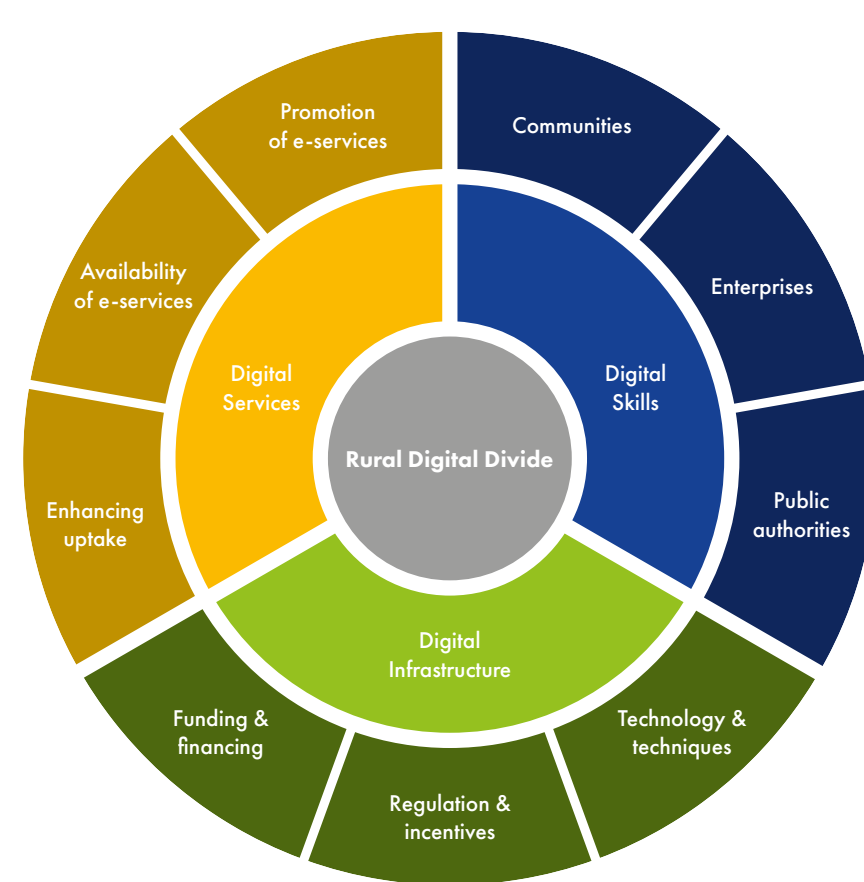 Promotion
of e-services
Communities
Availability
of e-services
Enterprises
Digital
Services
Digital
Skills
Rural Digital Divide
Enhancing
uptake
Public
authorities
Digital
Infrastructure
Funding &
financing
Technology &
techniques
Regulation &
incentives